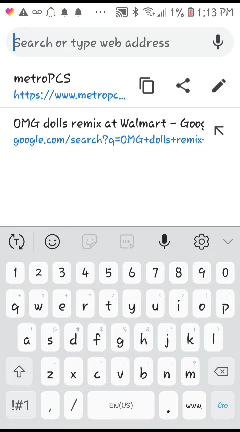 1% 1:13 PM
Search or type web address
metroPCS
https://www.metropc...
OMG dolls remix at Walmart - Goog
google.com/search?q=OMG+dolls+remix+
T
GIF
1 2 3 4 5 6 7 8 9 0
q w e r t y u i o p
a s d f g h j k l
z x c v b n m
!#1 , / EN(US) . www. Go